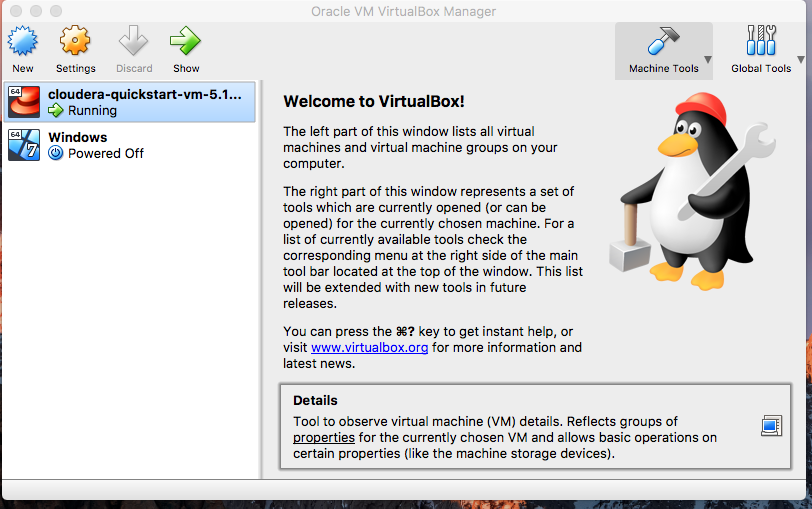 Oracle VM VirtualBox Manager
New
Settings
Discard
Show
Machine Tools
Global Tools
64
cloudera-quickstart-vm-5.1...
Running
64
7
Windows
Powered Off
Welcome to VirtualBox!
The left part of this window lists all virtual
machines and virtual machine groups on your
computer.
The right part of this window represents a set of
tools which are currently opened (or can be
opened) for the currently chosen machine. For a
list of currently available tools check the
corresponding menu at the right side of the main
tool bar located at the top of the window. This list
will be extended with new tools in future
releases.
You can press the ⌘? key to get instant help, or
visit www.virtualbox.org for more information and
latest news.
Details
Tool to observe virtual machine (VM) details. Reflects groups of
properties for the currently chosen VM and allows basic operations on
certain properties (like the machine storage devices).